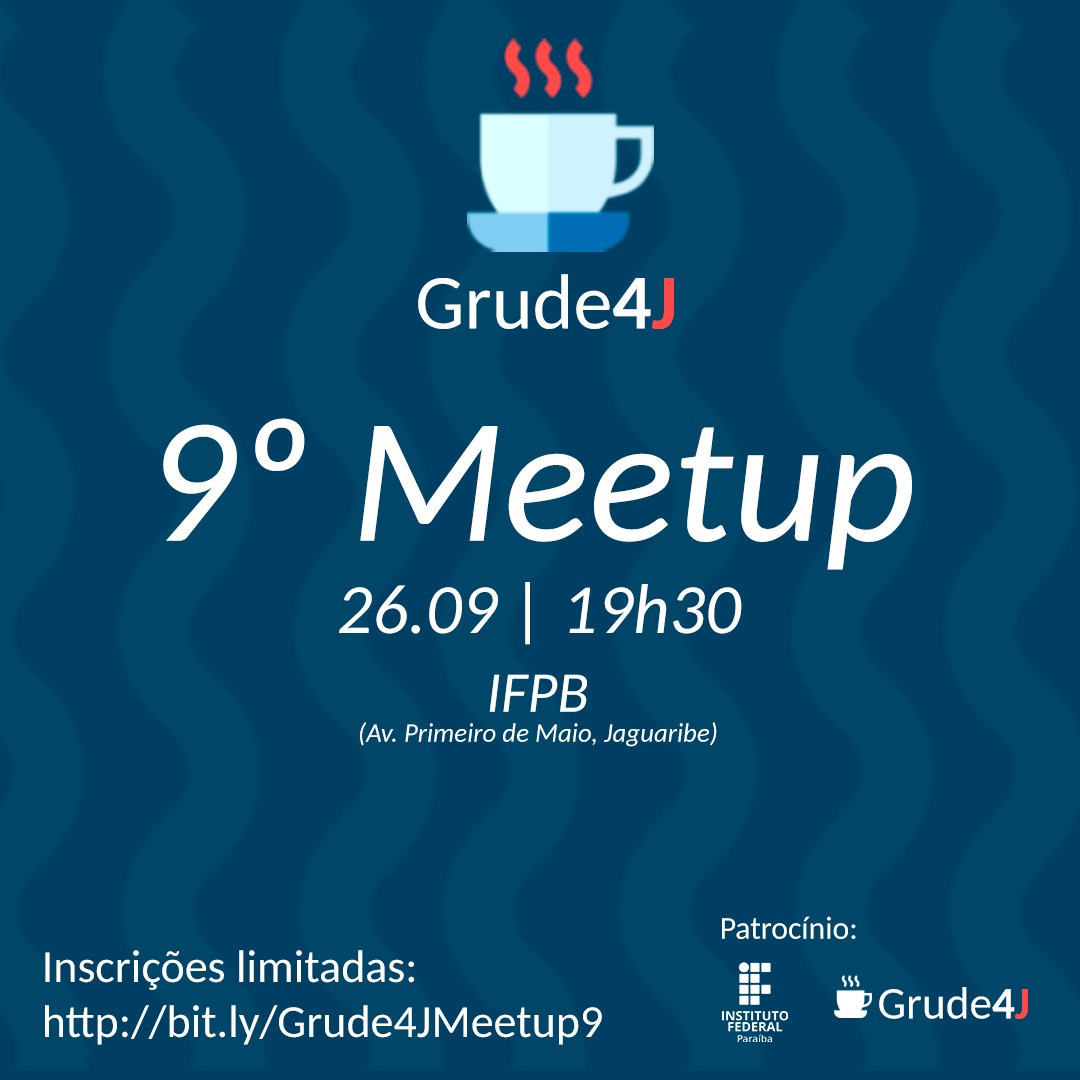 Grude4J
9º Meetup
26.09 | 19h30
IFPB
(Av. Primeiro de Maio, Jaguaribe)
Inscrições limitadas:
http://bit.ly/Grude4JMeetup9
Patrocínio:
INSTITUTO
FEDERAL
Paraíba
Grude4J